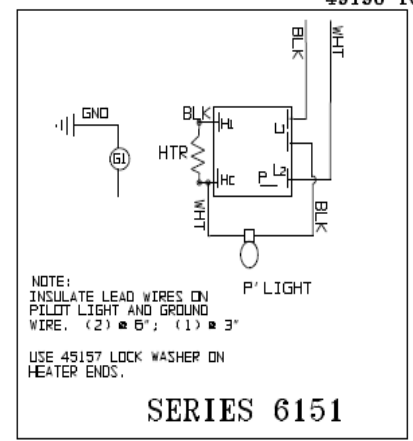 BLK
WHT
GND
BLK
H1
L1
G1
HTR
HC
P
L2
WHT
BLK
P'LIGHT
NOTE:
INSULATE LEAD WIRES ON
PILOT LIGHT AND GROUND
WIRE. (2) @ 6"; (1) @ 3"
USE 45157 LOCK WASHER ON
HEATER ENDS.
SERIES 6151